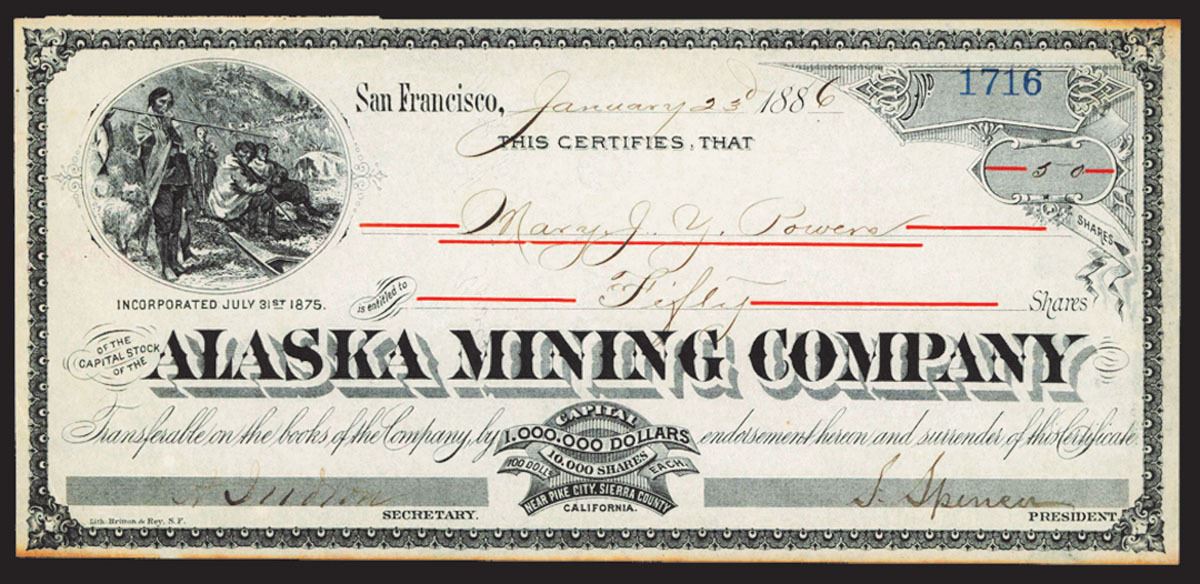 1716
San Francisco, January 23d 1886
THIS CERTIFIES, THAT
50
SHARES
Mary J. Y. Powers
INCORPORATED JULY 31ST 1875.
is entitled to Fifty Shares
OF THE CAPITAL STOCK OF THE
ALASKA MINING COMPANY
Transferable on the books of the Company, by endorsement hereon and surrender of this Certificate.
CAPITAL
1.000.000 DOLLARS
10.000 SHARES
100 DOLLS EACH.
NEAR PIKE CITY, SIERRA COUNTY
CALIFORNIA.
Judson
SECRETARY.
S. Spencer
PRESIDENT.
Lith. Britton & Rey, S.F.